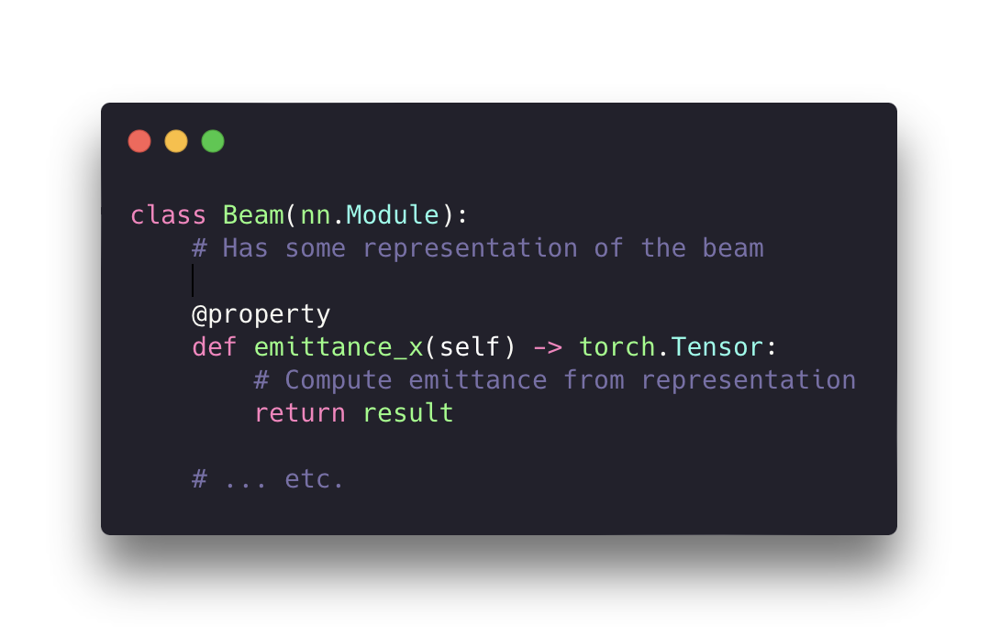 class Beam(nn.Module):
    # Has some representation of the beam
    @property
    def emittance_x(self) -> torch.Tensor:
        # Compute emittance from representation
        return result
    # ... etc.